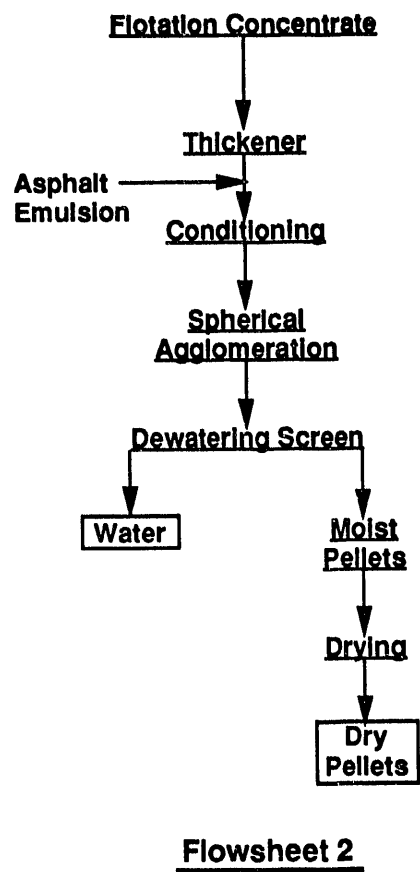 Flotation Concentrate
Thickener
Asphalt
Emulsion
Conditioning
Spherical
Agglomeration
Dewatering Screen
Water
Moist
Pellets
Drying
Dry
Pellets
Flowsheet 2